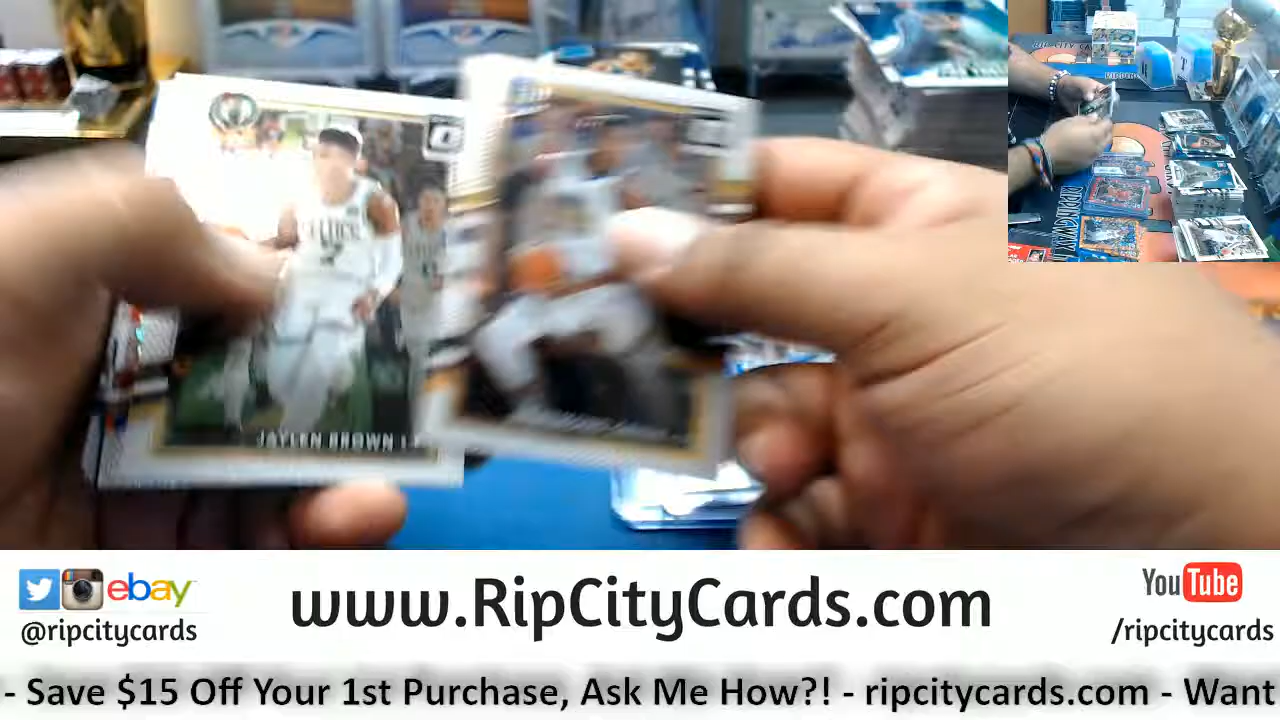 JAYLEN BROWN
ebay
@ripcitycards
www.RipCityCards.com
YouTube
/ripcitycards
- Save $15 Off Your 1st Purchase, Ask Me How?! - ripcitycards.com - Want